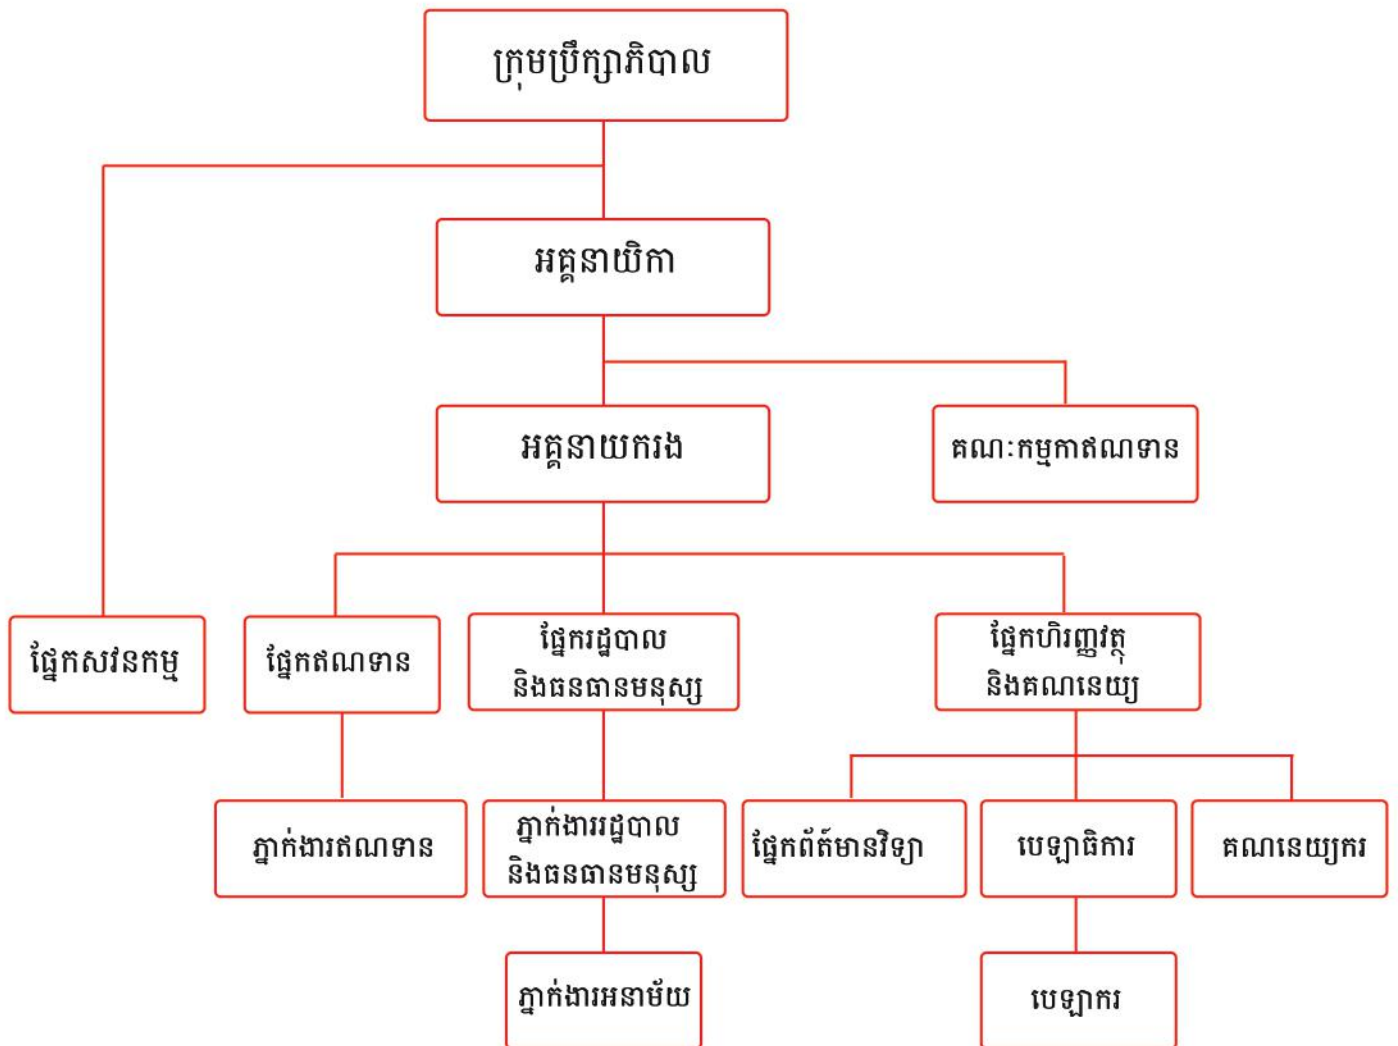 ក្រុមប្រឹក្សាភិបាល
អគ្គនាយិកា
អគ្គនាយករង
គណៈកម្មកាឥណទាន
ផ្នែកសវនកម្ម
ផ្នែកឥណទាន
ផ្នែករដ្ឋបាល
និងធនធានមនុស្ស
ផ្នែកហិរញ្ញវត្ថុ
និងគណនេយ្យ
ភ្នាក់ងារឥណទាន
ភ្នាក់ងាររដ្ឋបាល
និងធនធានមនុស្ស
ផ្នែកព័ត៍មានវិទ្យា
បេឡាធិការ
គណនេយ្យករ
ភ្នាក់ងារអនាម័យ
បេឡាករ